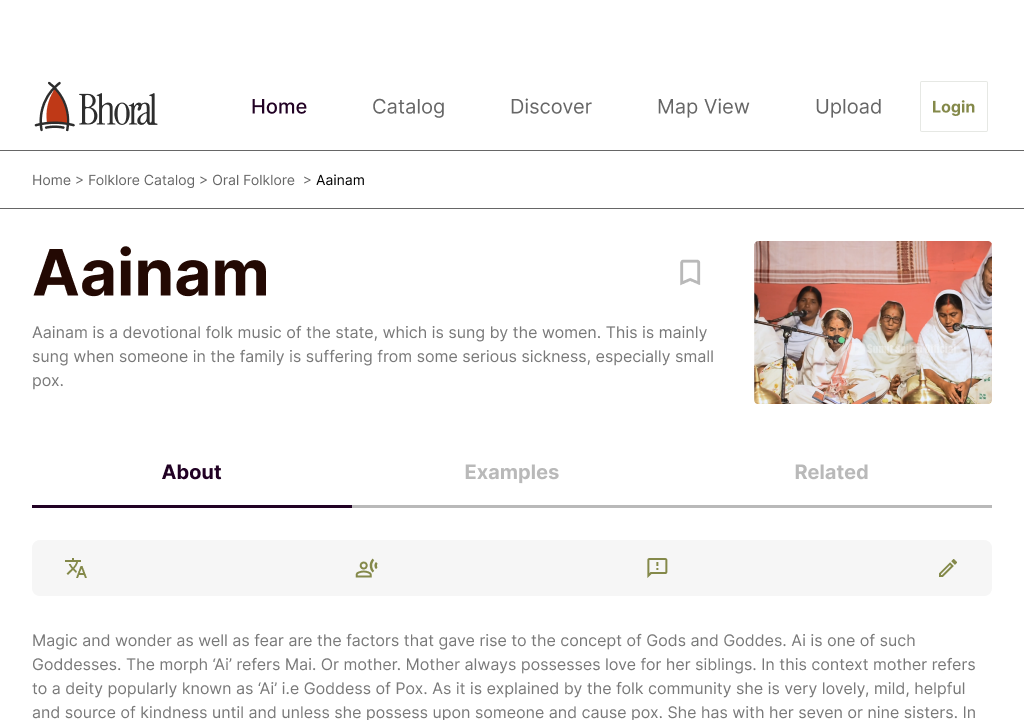 Bhoral
Home
Catalog
Discover
Map View
Upload
Login
Home > Folklore Catalog > Oral Folklore > Aainam
Aainam
Aainam is a devotional folk music of the state, which is sung by the women. This is mainly
sung when someone in the family is suffering from some serious sickness, especially small
pox.
About
Examples
Related
Magic and wonder as well as fear are the factors that gave rise to the concept of Gods and Goddes. Ai is one of such
Goddesses. The morph ‘Ai’ refers Mai. Or mother. Mother always possesses love for her siblings. In this context mother refers
to a deity popularly known as ‘Ai’ i.e Goddess of Pox. As it is explained by the folk community she is very lovely, mild, helpful
and source of kindness until and unless she possess upon someone and cause pox. She has with her seven or nine sisters. In